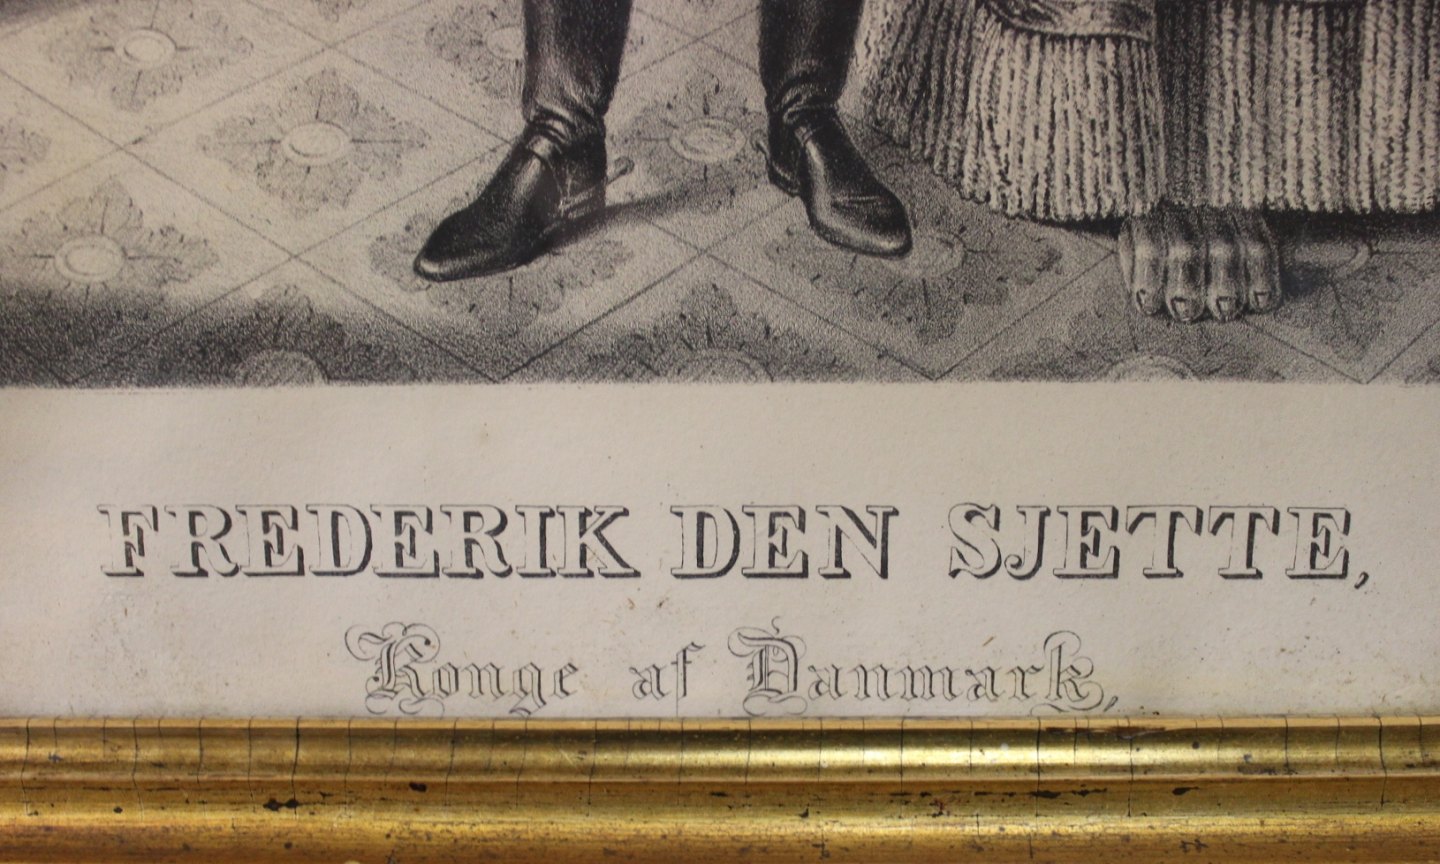 FREDERIK DEN SJETTE,
Konge af Danmark,